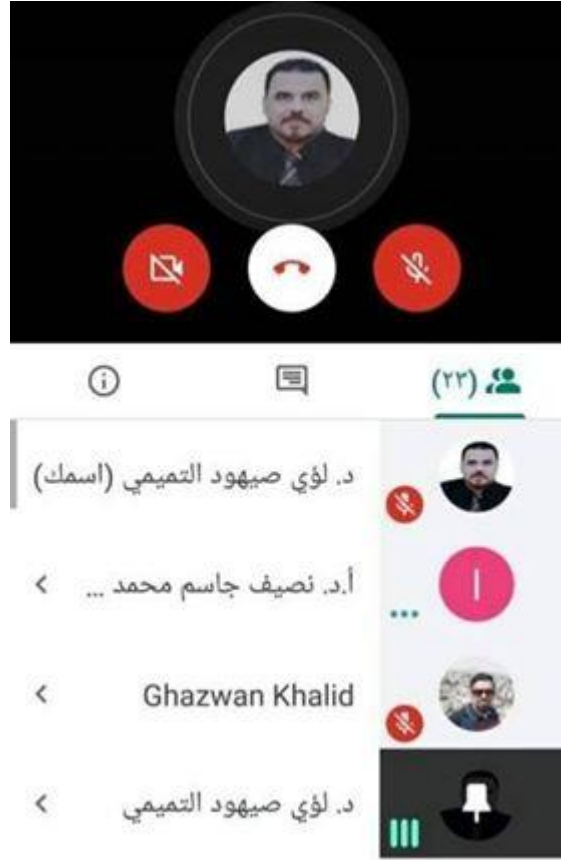 (٢٣)
د. لؤي صيهود التميمي (اسمك)
أ.د. نصيف جاسم محمد ...
ا
Ghazwan Khalid
د. لؤي صيهود التميمي